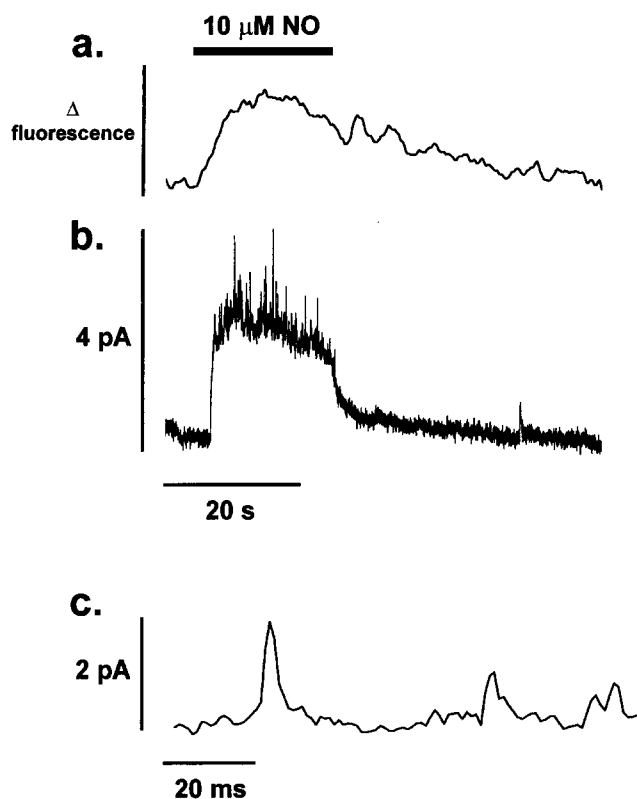 10 μM NO
a.
Δ
fluorescence
b.
4 pA
20 s
c.
2 pA
20 ms